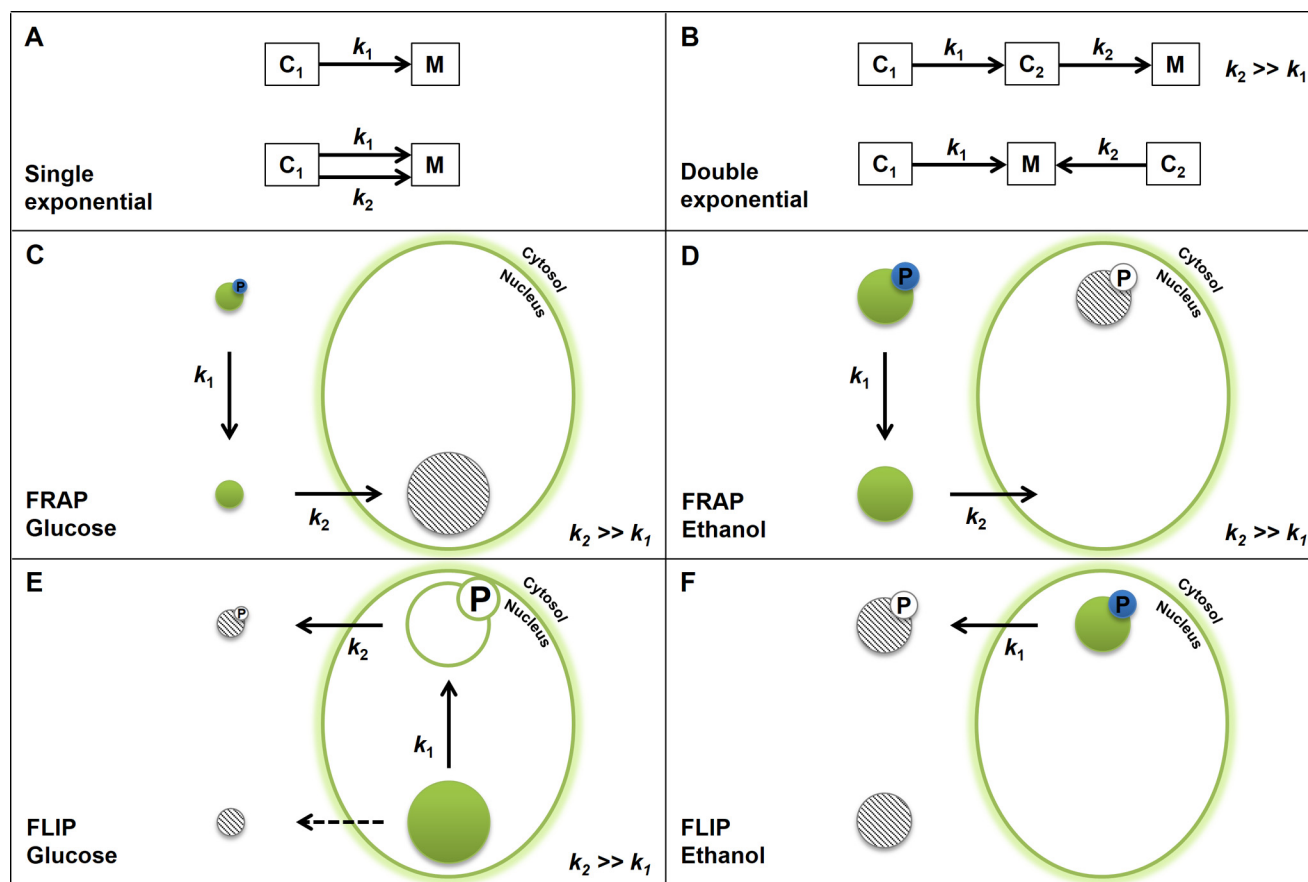 A
k₁
C₁
M
k₁
C₁
M
k₂
Single
exponential
B
k₁
k₂
C₁
C₂
M
k₂ >> k₁
k₁
k₂
C₁
M
C₂
Double
exponential
C
Cytosol
Nucleus
P
k₁
k₂
FRAP
Glucose
k₂ >> k₁
D
Cytosol
Nucleus
P
P
k₁
k₂
FRAP
Ethanol
k₂ >> k₁
E
Cytosol
Nucleus
P
P
k₂
k₁
FLIP
Glucose
k₂ >> k₁
F
Cytosol
Nucleus
P
P
k₁
FLIP
Ethanol